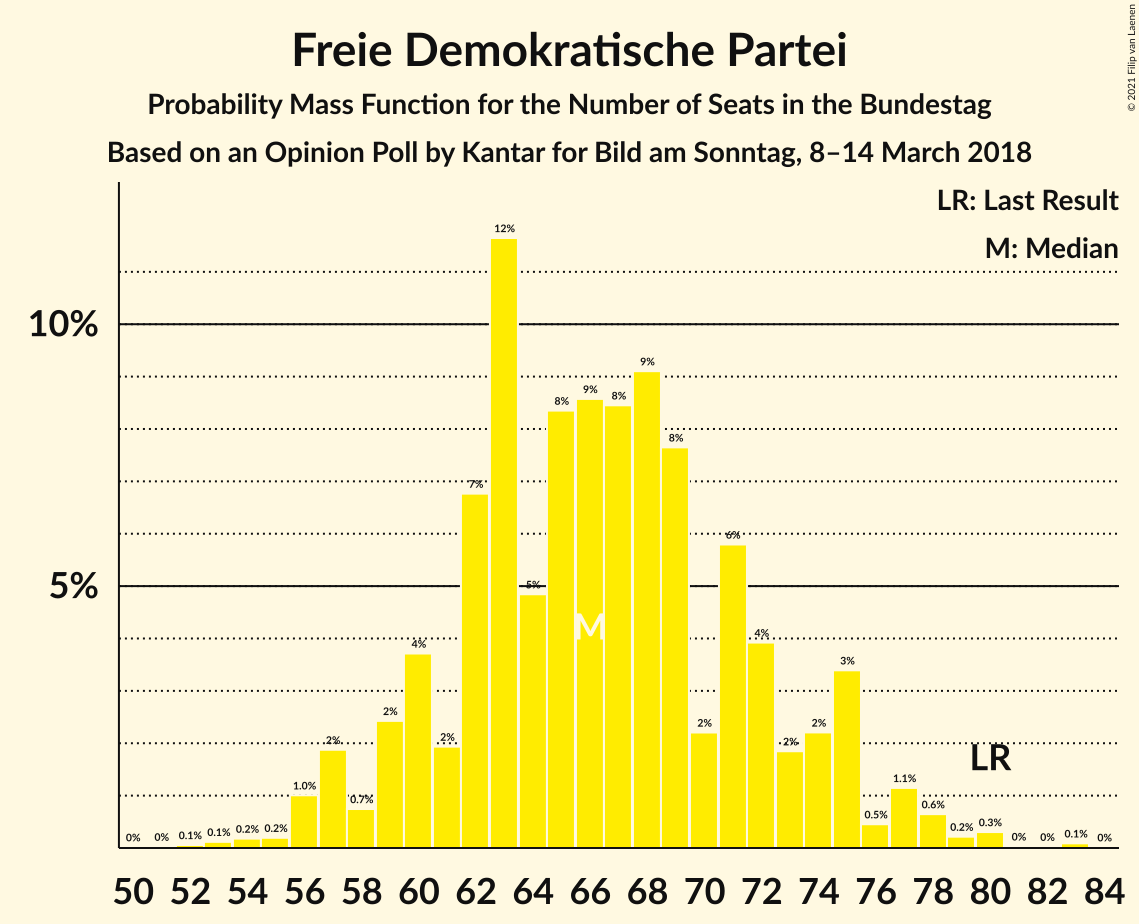 Freie Demokratische Partei
Probability Mass Function for the Number of Seats in the Bundestag
Based on an Opinion Poll by Kantar for Bild am Sonntag, 8–14 March 2018
© 2021 Filip van Laenen
LR: Last Result
M: Median
10%
5%
0% 0% 0.1% 0.1% 0.2% 0.2% 1.0% 2% 0.7% 2% 4% 2% 7% 12% 5% 8% 9% 8% 9% 8% 2% 6% 4% 2% 2% 3% 0.5% 1.1% 0.6% 0.2% 0.3% 0% 0% 0.1% 0%
M
LR
50 52 54 56 58 60 62 64 66 68 70 72 74 76 78 80 82 84